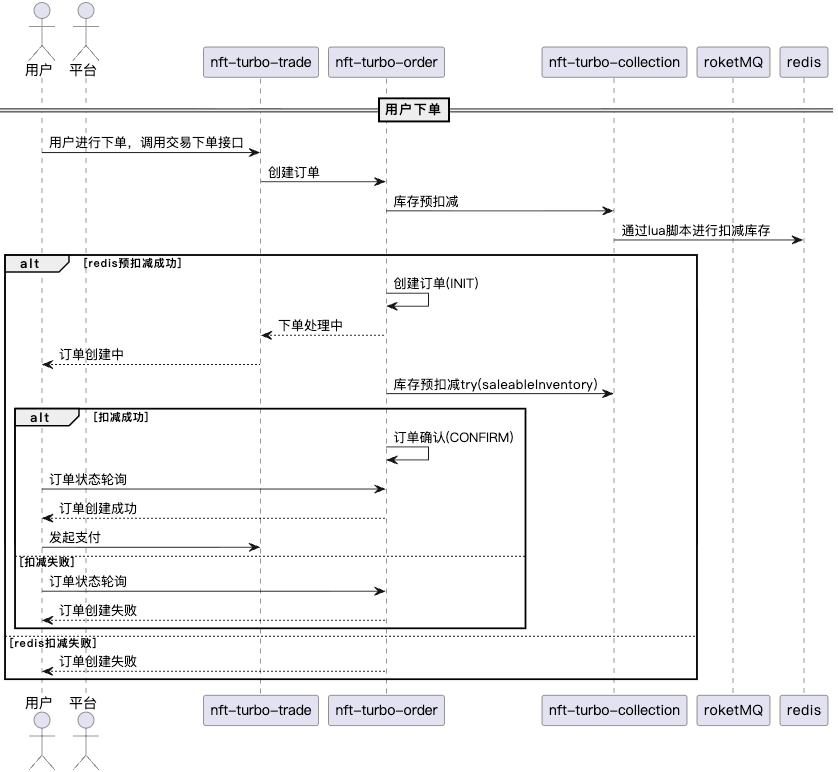 用户 平台
nft-turbo-trade nft-turbo-order nft-turbo-collection roketMQ redis
用户下单
用户进行下单，调用交易下单接口
创建订单
库存预扣减
通过lua脚本进行扣减库存
alt [redis预扣减成功]
创建订单(INIT)
下单处理中
订单创建中
库存预扣减try(saleableInventory)
alt [扣减成功]
订单确认(CONFIRM)
订单状态轮询
订单创建成功
发起支付
[扣减失败]
订单状态轮询
订单创建失败
[redis扣减失败]
订单创建失败
用户 平台
nft-turbo-trade nft-turbo-order nft-turbo-collection roketMQ redis